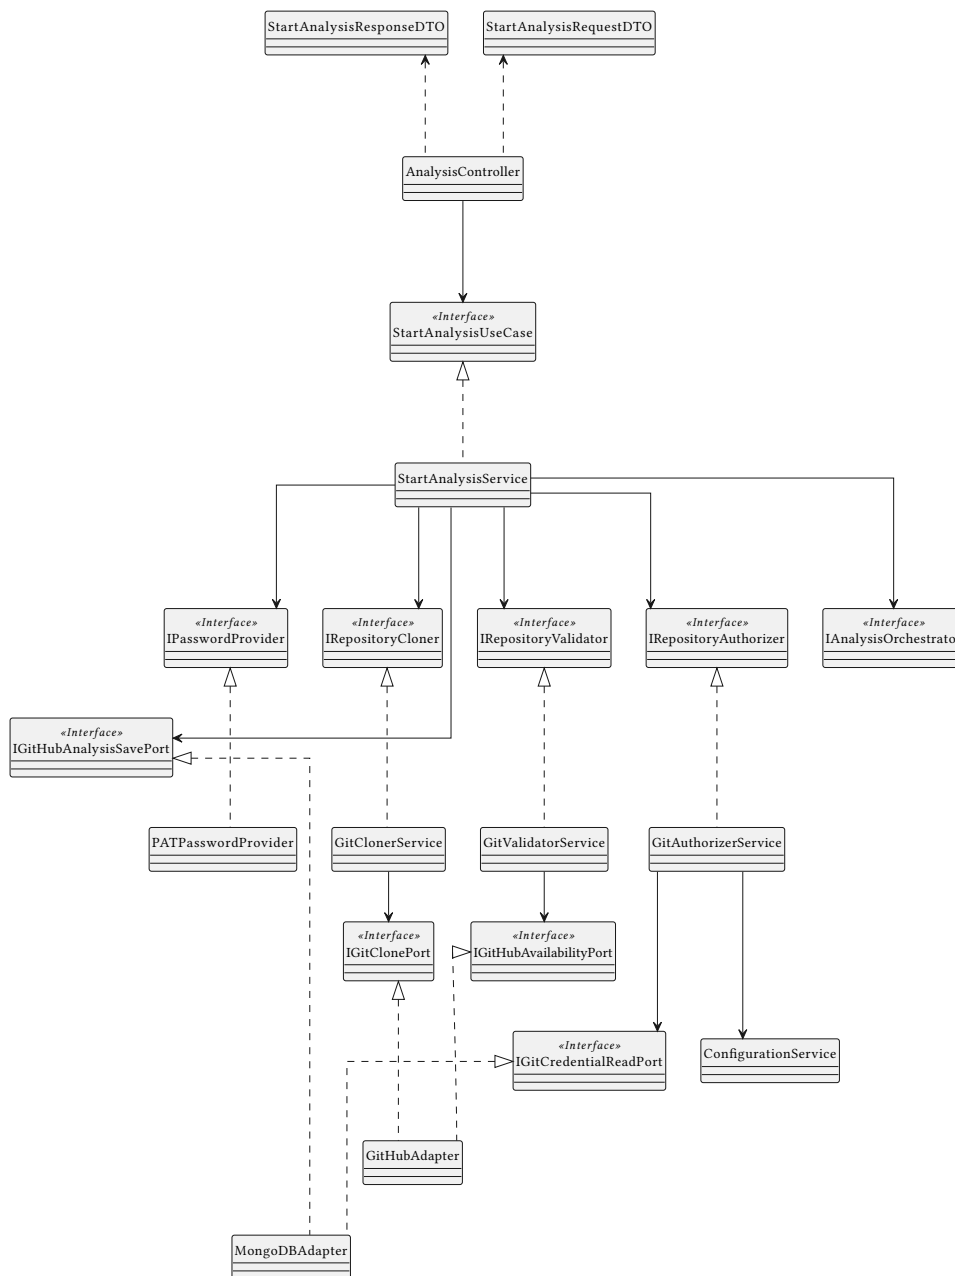 StartAnalysisResponseDTO
StartAnalysisRequestDTO
AnalysisController
«Interface»
StartAnalysisUseCase
StartAnalysisService
«Interface»
IPasswordProvider
«Interface»
IRepositoryCloner
«Interface»
IRepositoryValidator
«Interface»
IRepositoryAuthorizer
«Interface»
IAnalysisOrchestrato
«Interface»
IGitHubAnalysisSavePort
PATPasswordProvider
GitClonerService
GitValidatorService
GitAuthorizerService
«Interface»
IGitClonePort
«Interface»
IGitHubAvailabilityPort
«Interface»
IGitCredentialReadPort
ConfigurationService
GitHubAdapter
MongoDBAdapter